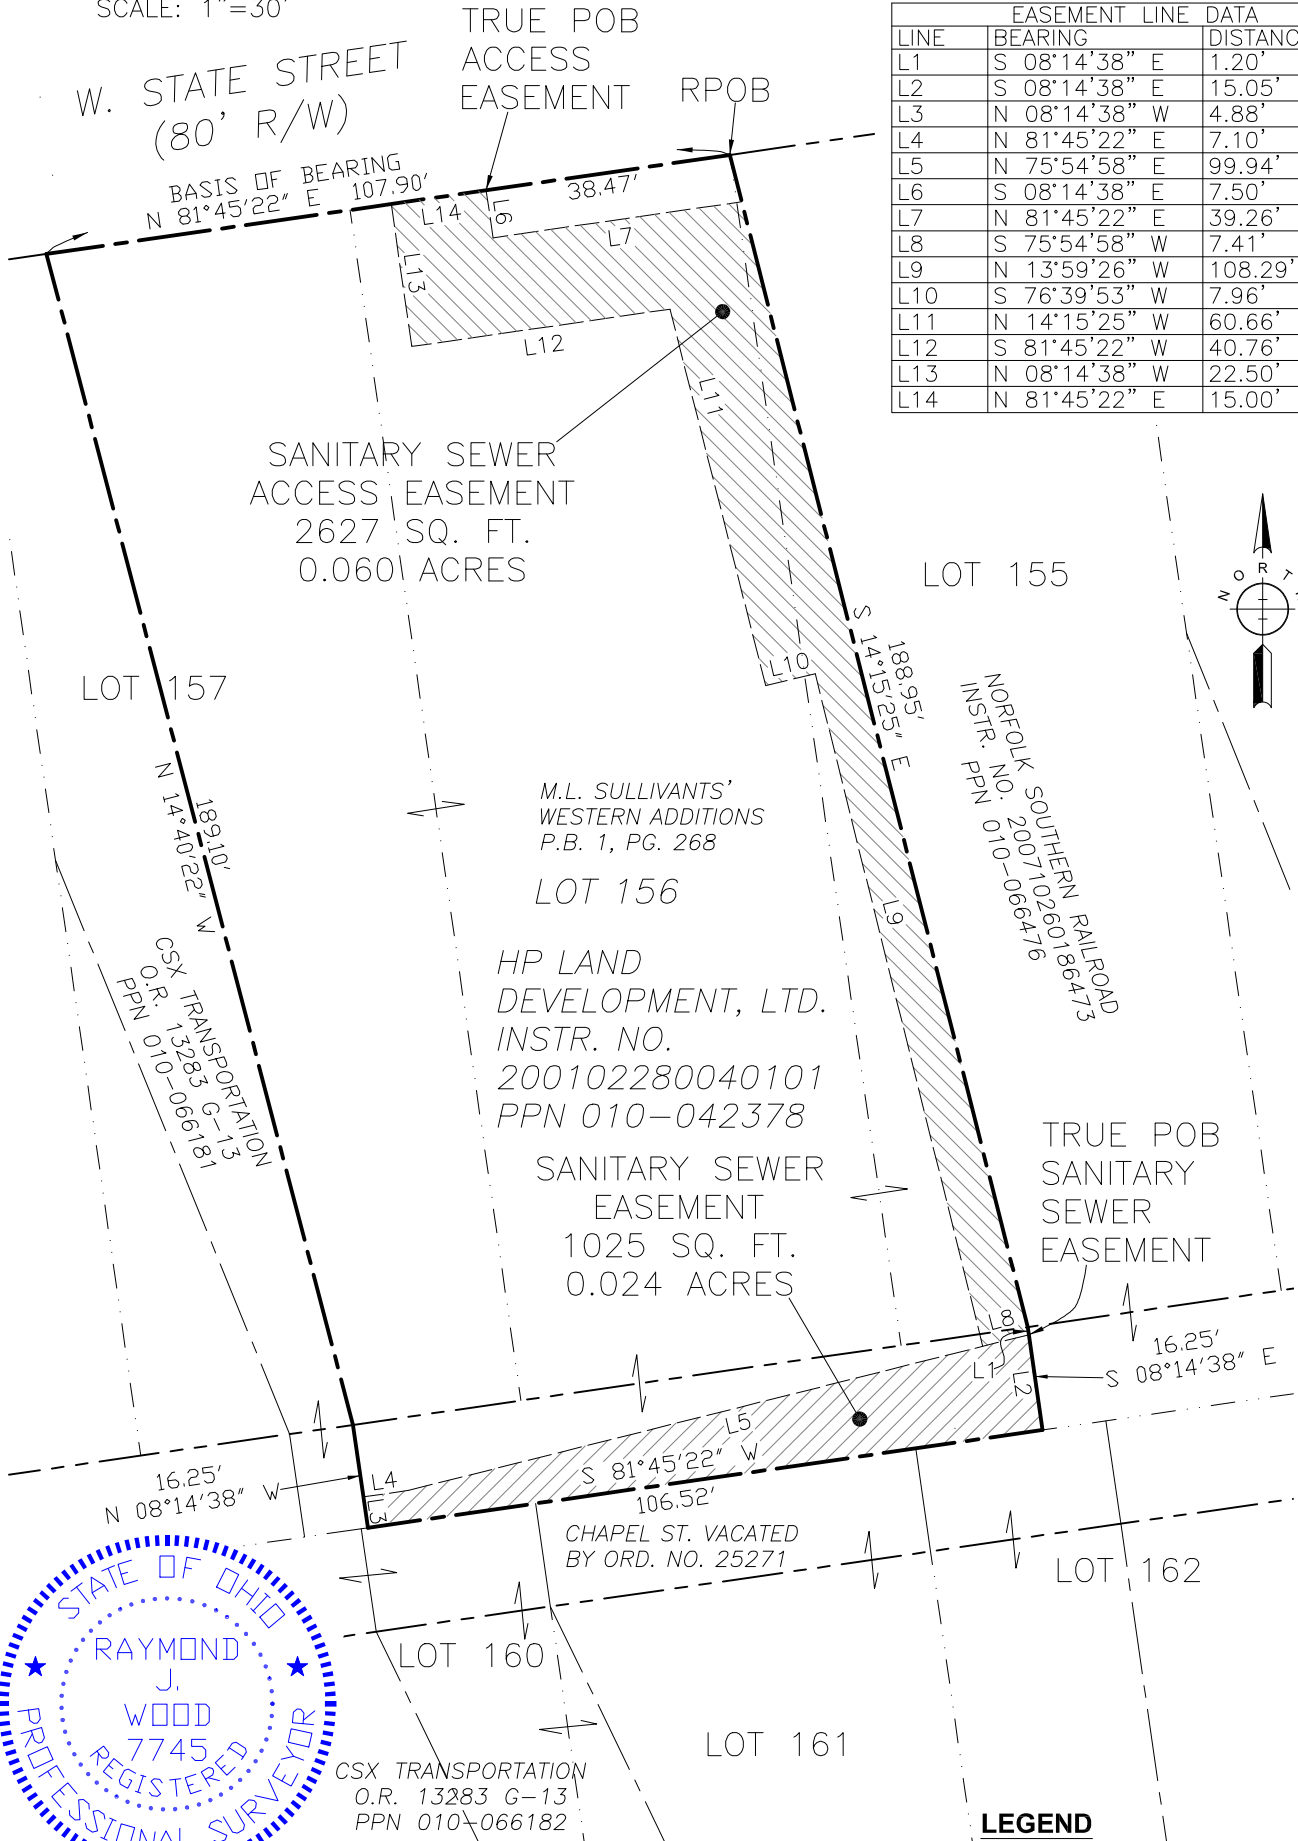 SCALE: 1"=30'
TRUE POB
ACCESS
EASEMENT
RPOB
W. STATE STREET
(80' R/W)
BASIS OF BEARING
N 81°45'22" E 107.90'
38.47'
EASEMENT LINE DATA
LINE BEARING DISTANC
L1 S 08°14'38" E 1.20'
L2 S 08°14'38" E 15.05'
L3 N 08°14'38" W 4.88'
L4 N 81°45'22" E 7.10'
L5 N 75°54'58" E 99.94'
L6 S 08°14'38" E 7.50'
L7 N 81°45'22" E 39.26'
L8 S 75°54'58" W 7.41'
L9 N 13°59'26" W 108.29'
L10 S 76°39'53" W 7.96'
L11 N 14°15'25" W 60.66'
L12 S 81°45'22" W 40.76'
L13 N 08°14'38" W 22.50'
L14 N 81°45'22" E 15.00'
L14
L6
L7
L13
L12
L11
SANITARY SEWER
ACCESS EASEMENT
2627 SQ. FT.
0.060 ACRES
LOT 155
NORT
L10
188.95'
S 14°15'25" E
LOT 157
NORFOLK SOUTHERN RAILROAD
INSTR. NO. 200710260186473
PPN 010-066476
189.10'
N 14°40'22" W
M.L. SULLIVANTS'
WESTERN ADDITIONS
P.B. 1, PG. 268
LOT 156
L9
HP LAND
DEVELOPMENT, LTD.
INSTR. NO.
200102280040101
PPN 010-042378
CSX TRANSPORTATION
O.R. 13283 G-13
PPN 010-066181
SANITARY SEWER
EASEMENT
1025 SQ. FT.
0.024 ACRES
TRUE POB
SANITARY
SEWER
EASEMENT
L8
L1
L2
16.25'
S 08°14'38" E
L5
L4
L3
S 81°45'22" W
106.52'
16.25'
N 08°14'38" W
CHAPEL ST. VACATED
BY ORD. NO. 25271
LOT 162
LOT 160
LOT 161
STATE OF OHIO
RAYMOND
J.
WOOD
7745
REGISTERED
PROFESSIONAL SURVEYOR
CSX TRANSPORTATION
O.R. 13283 G-13
PPN 010-066182
LEGEND